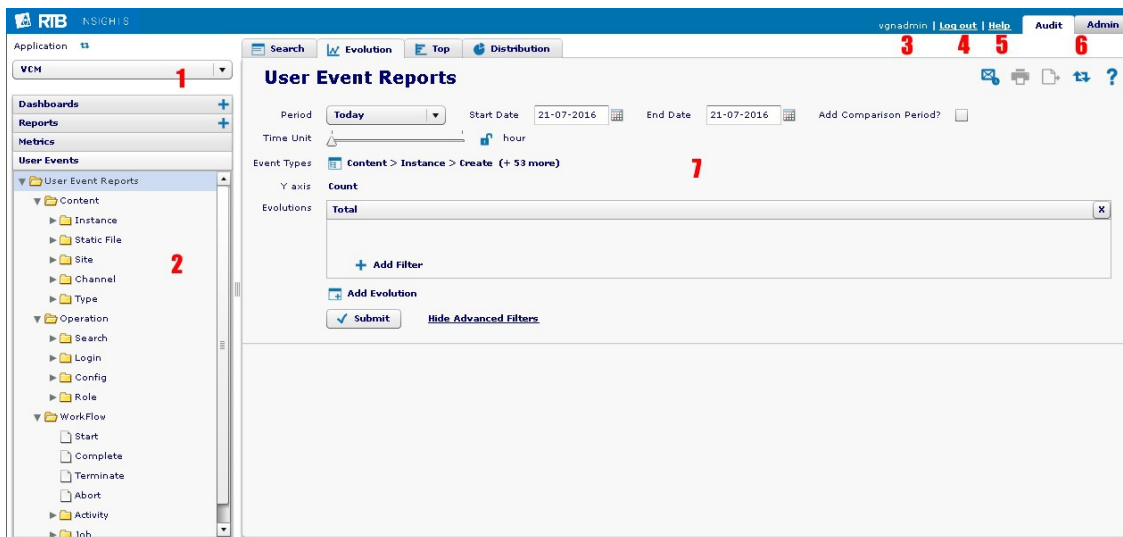 RTB INSIGHTS
vgnadmin | Log out | Help
Audit
Admin
3
4
5
6
Application
VCM
1
Dashboards
Reports
Metrics
User Events
User Event Reports
Content
Instance
Static File
Site
2
Channel
Type
Operation
Search
Login
Config
Role
WorkFlow
Start
Complete
Terminate
Abort
Activity
Job
Search
Evolution
Top
Distribution
User Event Reports
?
Period Today Start Date 21-07-2016 End Date 21-07-2016 Add Comparison Period?
Time Unit hour
Event Types Content > Instance > Create (+ 53 more)
7
Y axis Count
Evolutions Total x
+ Add Filter
Add Evolution
Submit Hide Advanced Filters